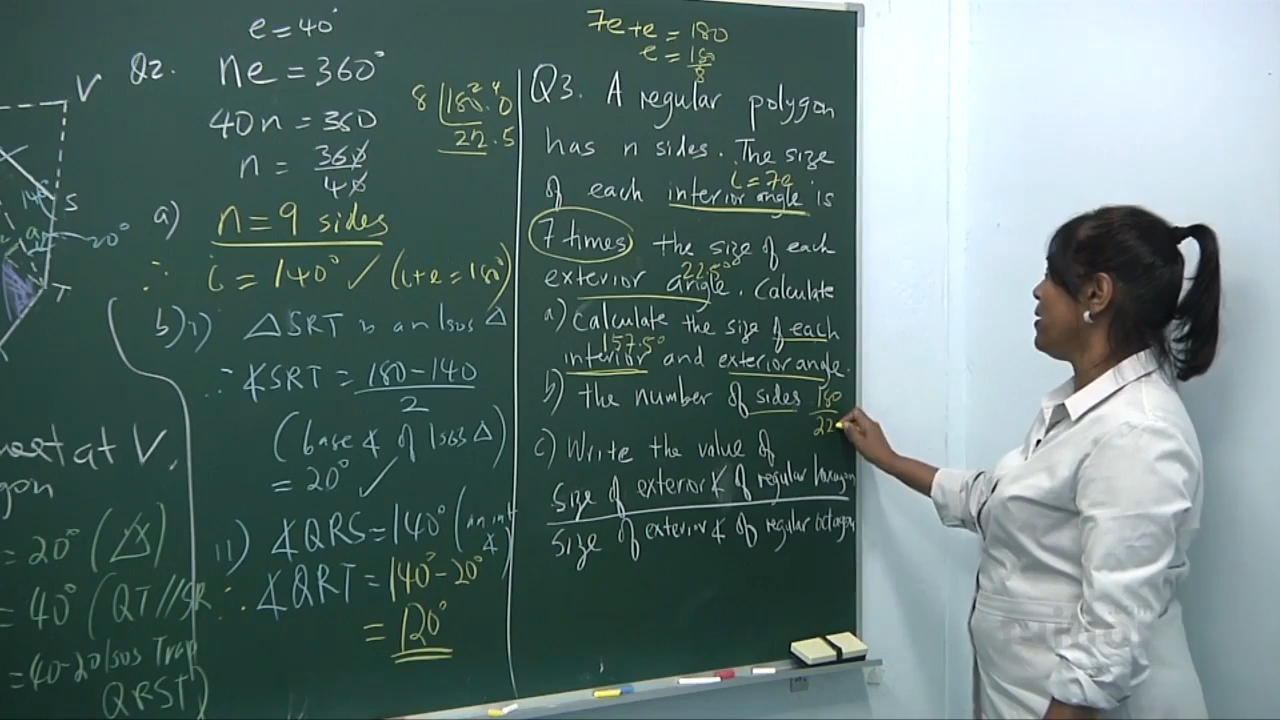 e = 40°
Q2. ne = 360°
40n = 360
n = 360/40
a) n = 9 sides
∴ i = 140° ✓ (i+e = 180°)
b) i) △SRT is an Isos △
∴ ∡SRT = 180 - 140 / 2
(base ∡ of Isos △)
= 20° ✓
ii) ∡QRS = 140° (an int ∡)
∴ ∡QRT = 140° - 20°
= 120°
V
S
T
20°
at V.
gon
= 20° (△)
= 40° (QT // SR
= 40-20 Isos Trap
QRST)
8 180.0
22.5
7e + e = 180
e = 180/8
Q3. A regular polygon
has n sides. The size
i = 7e
of each interior angle is
7 times the size of each
22.5°
exterior angle. Calculate
a) Calculate the size of each
157.5°
interior and exterior angle.
b) the number of sides 180/22
c) Write the value of
Size of exterior ∡ of regular hexagon
Size of exterior ∡ of regular octagon